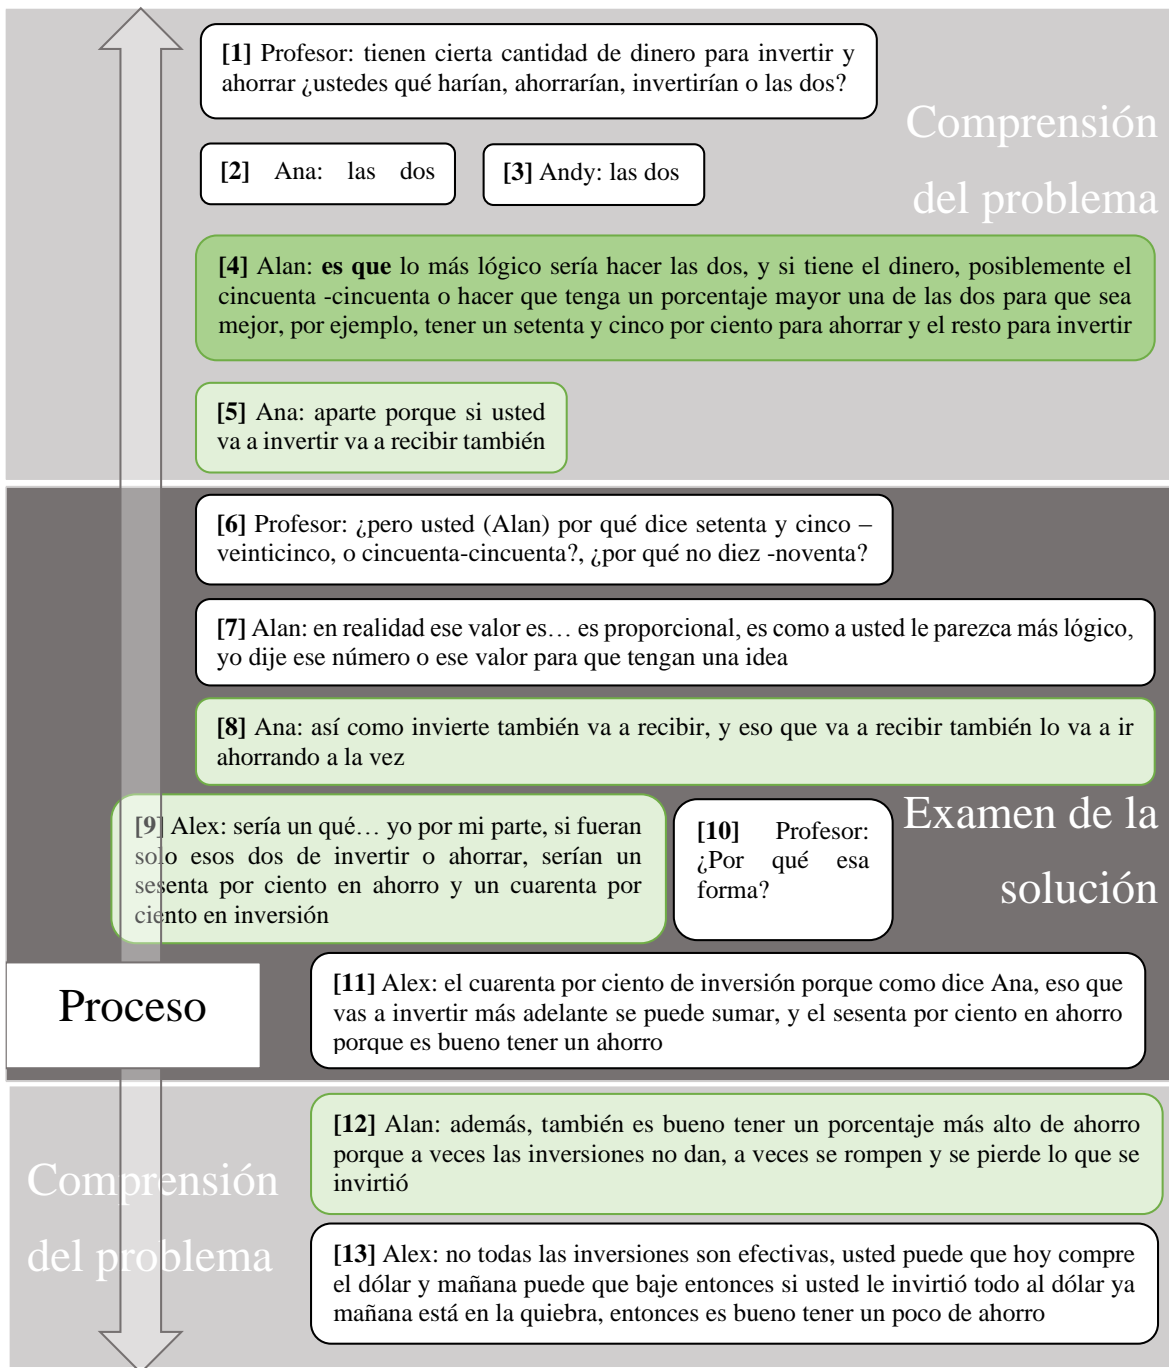 [1] Profesor: tienen cierta cantidad de dinero para invertir y
ahorrar ¿ustedes qué harían, ahorrarían, invertirían o las dos?
Comprensión
del problema
[2] Ana: las dos
[3] Andy: las dos
[4] Alan: es que lo más lógico sería hacer las dos, y si tiene el dinero, posiblemente el
cincuenta -cincuenta o hacer que tenga un porcentaje mayor una de las dos para que sea
mejor, por ejemplo, tener un setenta y cinco por ciento para ahorrar y el resto para invertir
[5] Ana: aparte porque si usted
va a invertir va a recibir también
[6] Profesor: ¿pero usted (Alan) por qué dice setenta y cinco –
veinticinco, o cincuenta-cincuenta?, ¿por qué no diez -noventa?
[7] Alan: en realidad ese valor es… es proporcional, es como a usted le parezca más lógico,
yo dije ese número o ese valor para que tengan una idea
[8] Ana: así como invierte también va a recibir, y eso que va a recibir también lo va a ir
ahorrando a la vez
[9] Alex: sería un qué… yo por mi parte, si fueran
solo esos dos de invertir o ahorrar, serían un
sesenta por ciento en ahorro y un cuarenta por
ciento en inversión
[10] Profesor:
¿Por qué esa
forma?
Examen de la
solución
Proceso
[11] Alex: el cuarenta por ciento de inversión porque como dice Ana, eso que
vas a invertir más adelante se puede sumar, y el sesenta por ciento en ahorro
porque es bueno tener un ahorro
Comprensión
del problema
[12] Alan: además, también es bueno tener un porcentaje más alto de ahorro
porque a veces las inversiones no dan, a veces se rompen y se pierde lo que se
invirtió
[13] Alex: no todas las inversiones son efectivas, usted puede que hoy compre
el dólar y mañana puede que baje entonces si usted le invirtió todo al dólar ya
mañana está en la quiebra, entonces es bueno tener un poco de ahorro